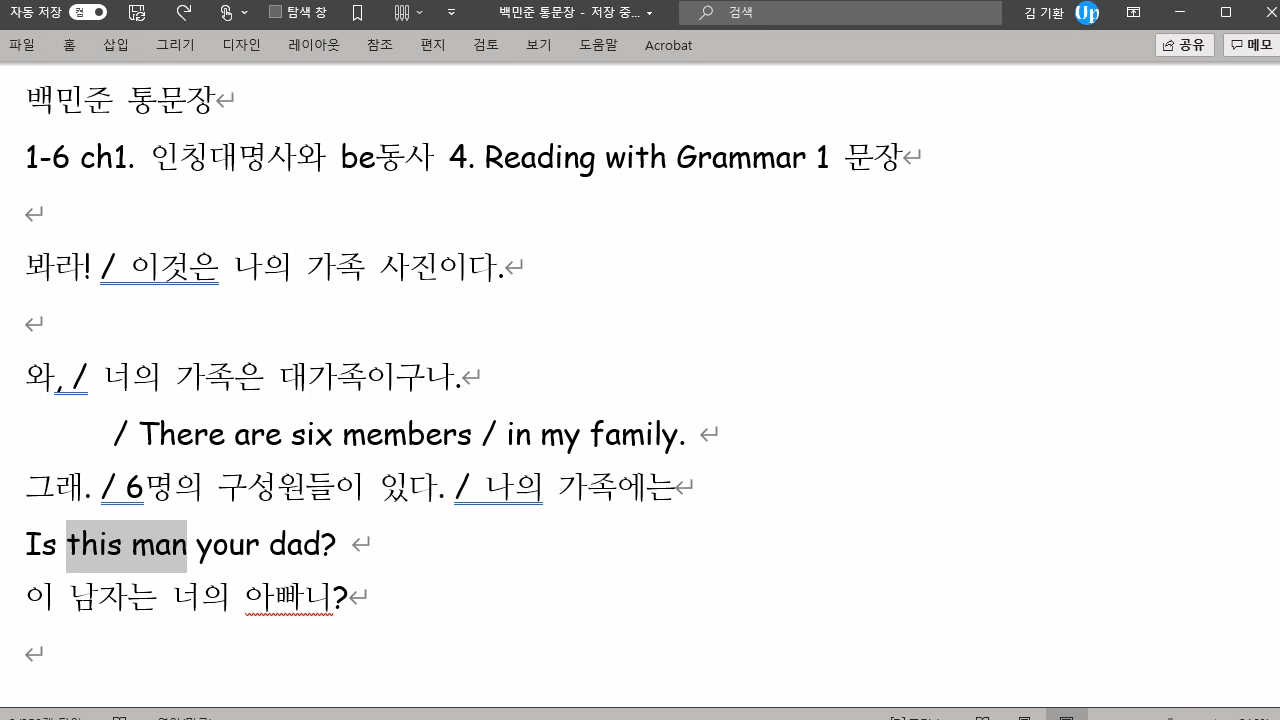 자동 저장 컴 탐색 창 백민준 통문장 - 저장 중... 검색 김 기환 Up
파일 홈 삽입 그리기 디자인 레이아웃 참조 편지 검토 보기 도움말 Acrobat 공유 메모
백민준 통문장
1-6 ch1. 인칭대명사와 be동사 4. Reading with Grammar 1 문장
봐라! / 이것은 나의 가족 사진이다.
와, / 너의 가족은 대가족이구나.
/ There are six members / in my family.
그래. / 6명의 구성원들이 있다. / 나의 가족에는
Is this man your dad?
이 남자는 너의 아빠니?